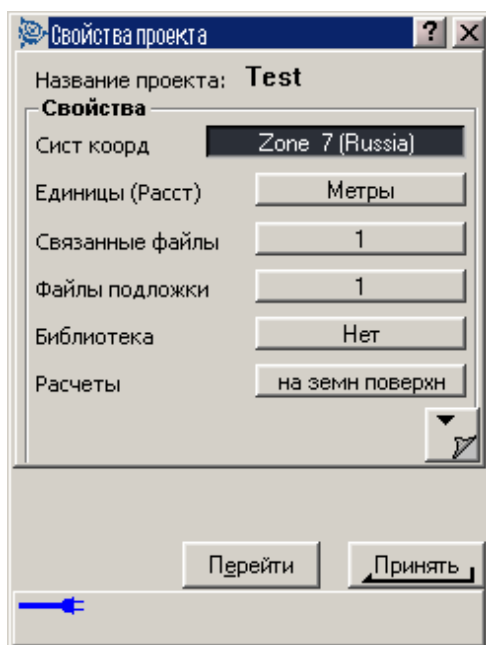 Свойства проекта ? X
Название проекта: Test
Свойства
Сист коорд Zone 7 (Russia)
Единицы (Расст) Метры
Связанные файлы 1
Файлы подложки 1
Библиотека Нет
Расчеты на земн поверхн
Перейти Принять